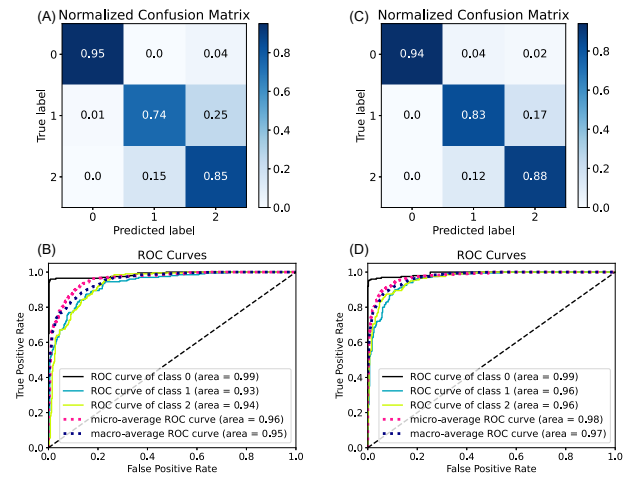 (A) Normalized Confusion Matrix
0 0.95 0.0 0.04
1 0.01 0.74 0.25
2 0.0 0.15 0.85
0 1 2
Predicted label
True label
0.8
0.6
0.4
0.2
0.0
(C) Normalized Confusion Matrix
0 0.94 0.04 0.02
1 0.0 0.83 0.17
2 0.0 0.12 0.88
0 1 2
Predicted label
True label
0.8
0.6
0.4
0.2
0.0
(B) ROC Curves
1.0
0.8
0.6
0.4
0.2
0.0
True Positive Rate
ROC curve of class 0 (area = 0.99)
ROC curve of class 1 (area = 0.93)
ROC curve of class 2 (area = 0.94)
micro-average ROC curve (area = 0.96)
macro-average ROC curve (area = 0.95)
0.0 0.2 0.4 0.6 0.8 1.0
False Positive Rate
(D) ROC Curves
1.0
0.8
0.6
0.4
0.2
0.0
True Positive Rate
ROC curve of class 0 (area = 0.99)
ROC curve of class 1 (area = 0.96)
ROC curve of class 2 (area = 0.96)
micro-average ROC curve (area = 0.98)
macro-average ROC curve (area = 0.97)
0.0 0.2 0.4 0.6 0.8 1.0
False Positive Rate